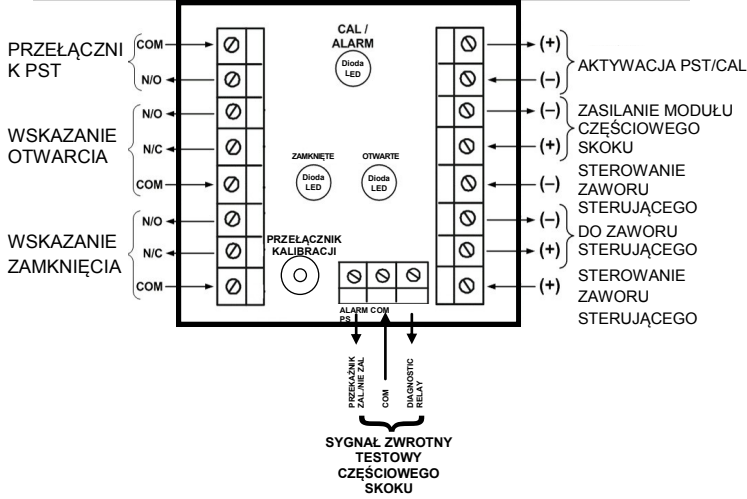 PRZEŁĄCZNI
K PST
COM
N/O
WSKAZANIE
OTWARCIA
N/O
N/C
COM
WSKAZANIE
ZAMKNIĘCIA
N/O
N/C
COM
CAL /
ALARM
Dioda
LED
ZAMKNIĘTE
Dioda
LED
OTWARTE
Dioda
LED
PRZEŁĄCZNIK
KALIBRACJI
(+)
(−)
AKTYWACJA PST/CAL
(−)
(+)
ZASILANIE MODUŁU
CZĘŚCIOWEGO
SKOKU
(−)
STEROWANIE
ZAWORU
STERUJĄCEGO
(−)
(+)
DO ZAWORU
STERUJĄCEGO
(+)
STEROWANIE
ZAWORU
STERUJĄCEGO
ALARM COM
PS
PRZEKAŹNIK
ZAŁ./NIE ZAŁ
COM
DIAGNOSTIC
RELAY
SYGNAŁ ZWROTNY
TESTOWY
CZĘŚCIOWEGO
SKOKU